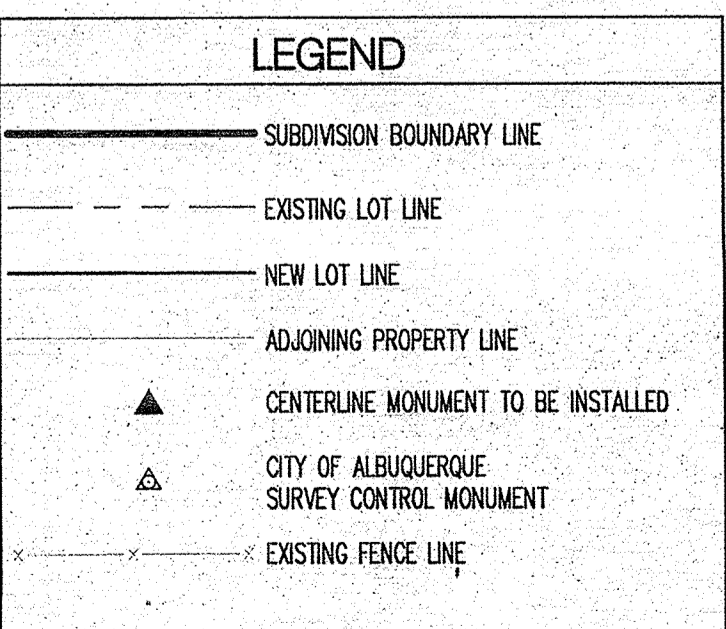 LEGEND
SUBDIVISION BOUNDARY LINE
EXISTING LOT LINE
NEW LOT LINE
ADJOINING PROPERTY LINE
CENTERLINE MONUMENT TO BE INSTALLED
CITY OF ALBUQUERQUE
SURVEY CONTROL MONUMENT
EXISTING FENCE LINE